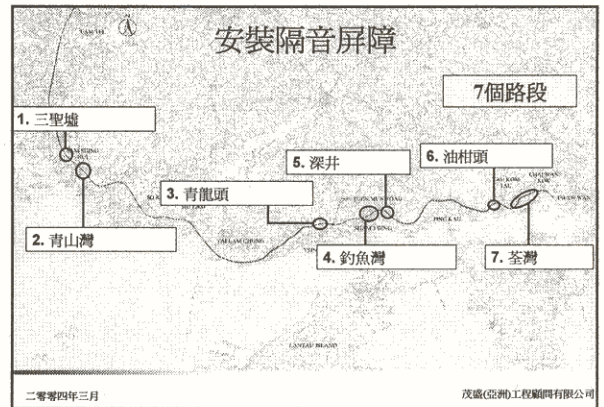 安裝隔音屏障
7個路段
1. 三聖墟
5. 深井
6. 油柑頭
3. 青龍頭
2. 青山灣
4. 釣魚灣
7. 荃灣
TAI LAM CHUNG
LANTAU ISLAND
二零零四年三月
茂盛(亞洲)工程顧問有限公司